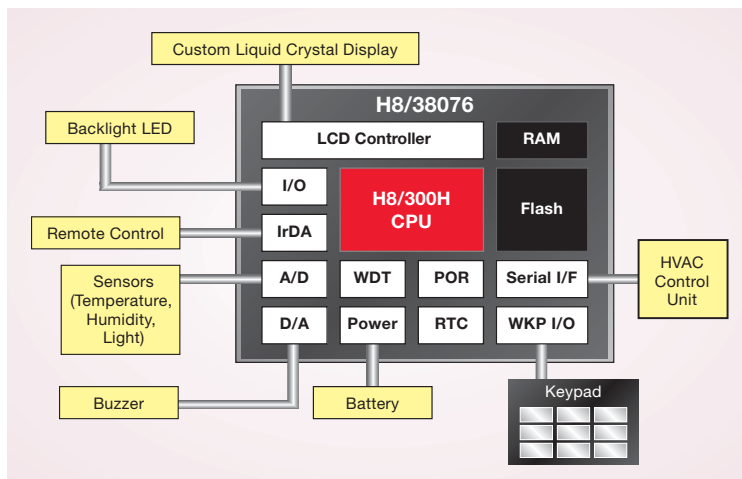 Custom Liquid Crystal Display
H8/38076
Backlight LED
LCD Controller
RAM
I/O
H8/300H
CPU
Flash
Remote Control
IrDA
Sensors
(Temperature,
Humidity,
Light)
A/D
WDT
POR
Serial I/F
HVAC
Control
Unit
D/A
Power
RTC
WKP I/O
Buzzer
Battery
Keypad